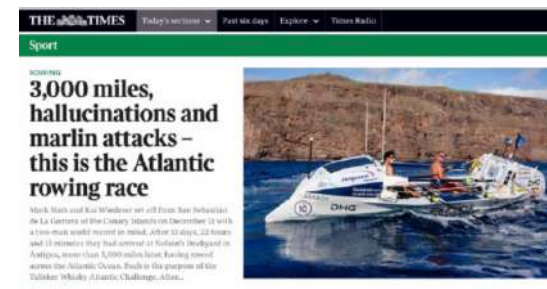 THE TIMES
Today's sections
Past six days
Explore
Times Radio
Sport
ROWING
3,000 miles,
hallucinations and
marlin attacks –
this is the Atlantic
rowing race
Mark Slats and Kai Wiedmer set off from San Sebastian
de La Gomera of the Canary Islands on December 12 with
a two-man world record in mind. After 32 days, 22 hours
and 13 minutes they had arrived at Nelson's Dockyard in
Antigua, more than 3,000 miles later, having rowed
across the Atlantic Ocean. Such is the purpose of the
Talisker Whisky Atlantic Challenge. After...
10
DHG